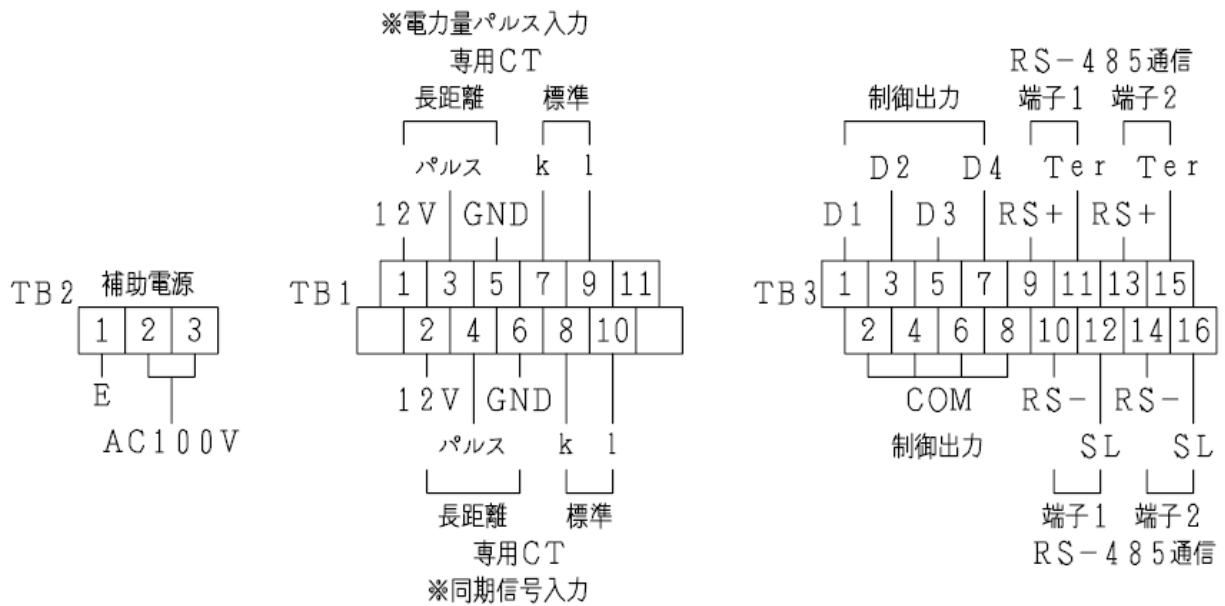 ※電力量パルス入力
専用CT
長距離 標準
パルス k l
12V GND
TB1
1 3 5 7 9 11
2 4 6 8 10
12V GND
パルス k l
長距離 標準
専用CT
※同期信号入力
TB2 補助電源
1 2 3
E
AC100V
RS-485通信
制御出力 端子1 端子2
D2 D4 Ter Ter
D1 D3 RS+ RS+
TB3
1 3 5 7 9 11 13 15
2 4 6 8 10 12 14 16
COM RS- RS-
制御出力 SL SL
端子1 端子2
RS-485通信